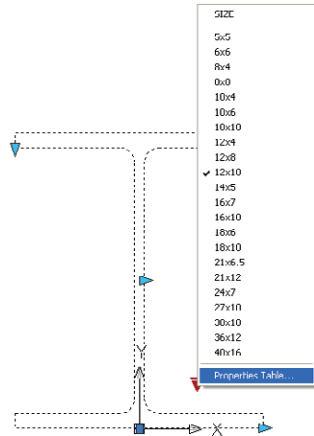 SIZE
5x5
6x6
8x4
8x8
10x4
10x6
10x10
12x4
12x8
12x10
14x5
16x7
16x10
18x6
18x10
21x6.5
21x12
24x7
27x10
30x10
36x12
40x16
Properties Table...
Y
X